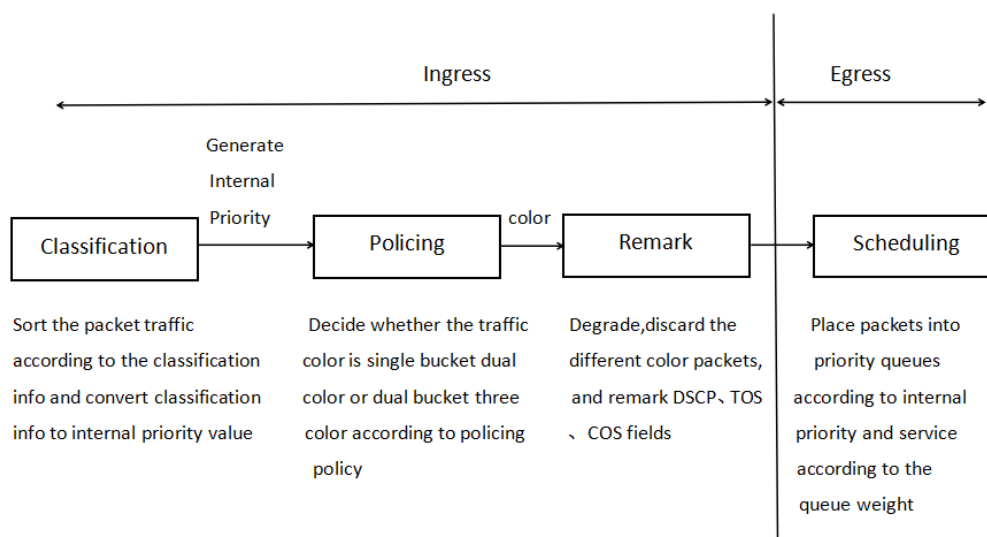 Ingress
Egress
Generate
Internal
Priority
color
Classification
Policing
Remark
Scheduling
Sort the packet traffic
according to the classification
info and convert classification
info to internal priority value
Decide whether the traffic
color is single bucket dual
color or dual bucket three
color according to policing
policy
Degrade,discard the
different color packets,
and remark DSCP、TOS
、COS fields
Place packets into
priority queues
according to internal
priority and service
according to the
queue weight